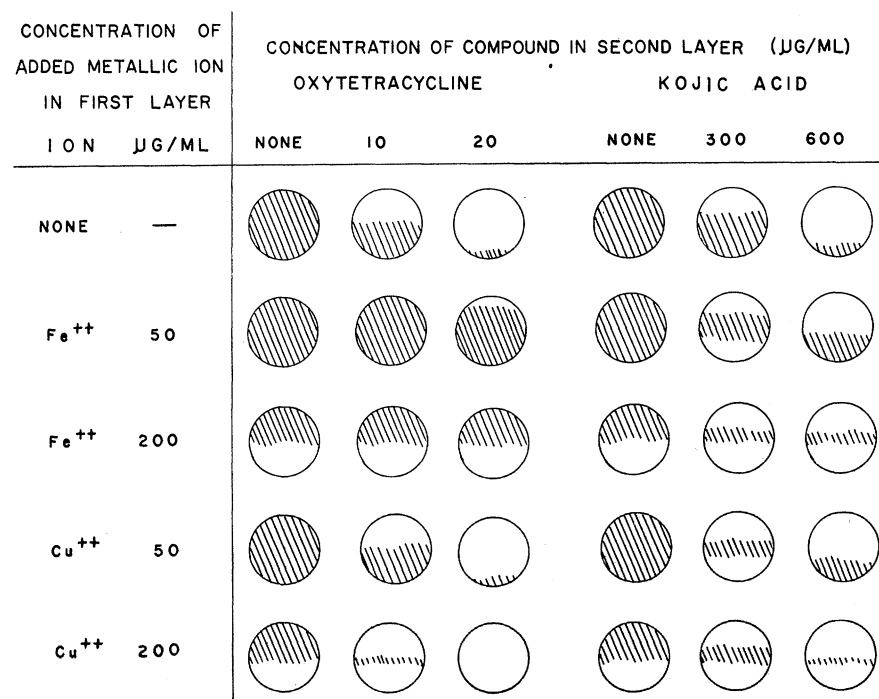 CONCENTRATION OF
ADDED METALLIC ION
IN FIRST LAYER
ION µG/ML
CONCENTRATION OF COMPOUND IN SECOND LAYER (µG/ML)
OXYTETRACYCLINE KOJIC ACID
NONE 10 20 NONE 300 600
NONE —
Fe++ 50
Fe++ 200
Cu++ 50
Cu++ 200